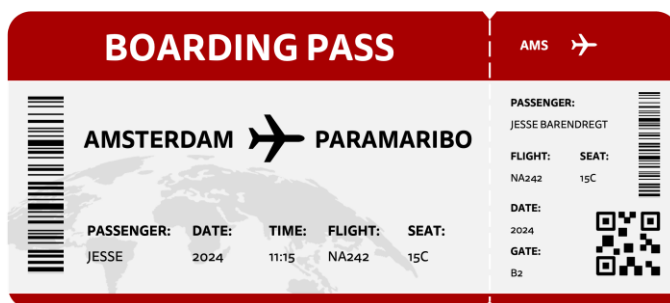 BOARDING PASS
AMSTERDAM PARAMARIBO
PASSENGER: DATE: TIME: FLIGHT: SEAT:
JESSE 2024 11:15 NA242 15C
AMS
PASSENGER:
JESSE BARENDREGT
FLIGHT: SEAT:
NA242 15C
DATE:
2024
GATE:
B2